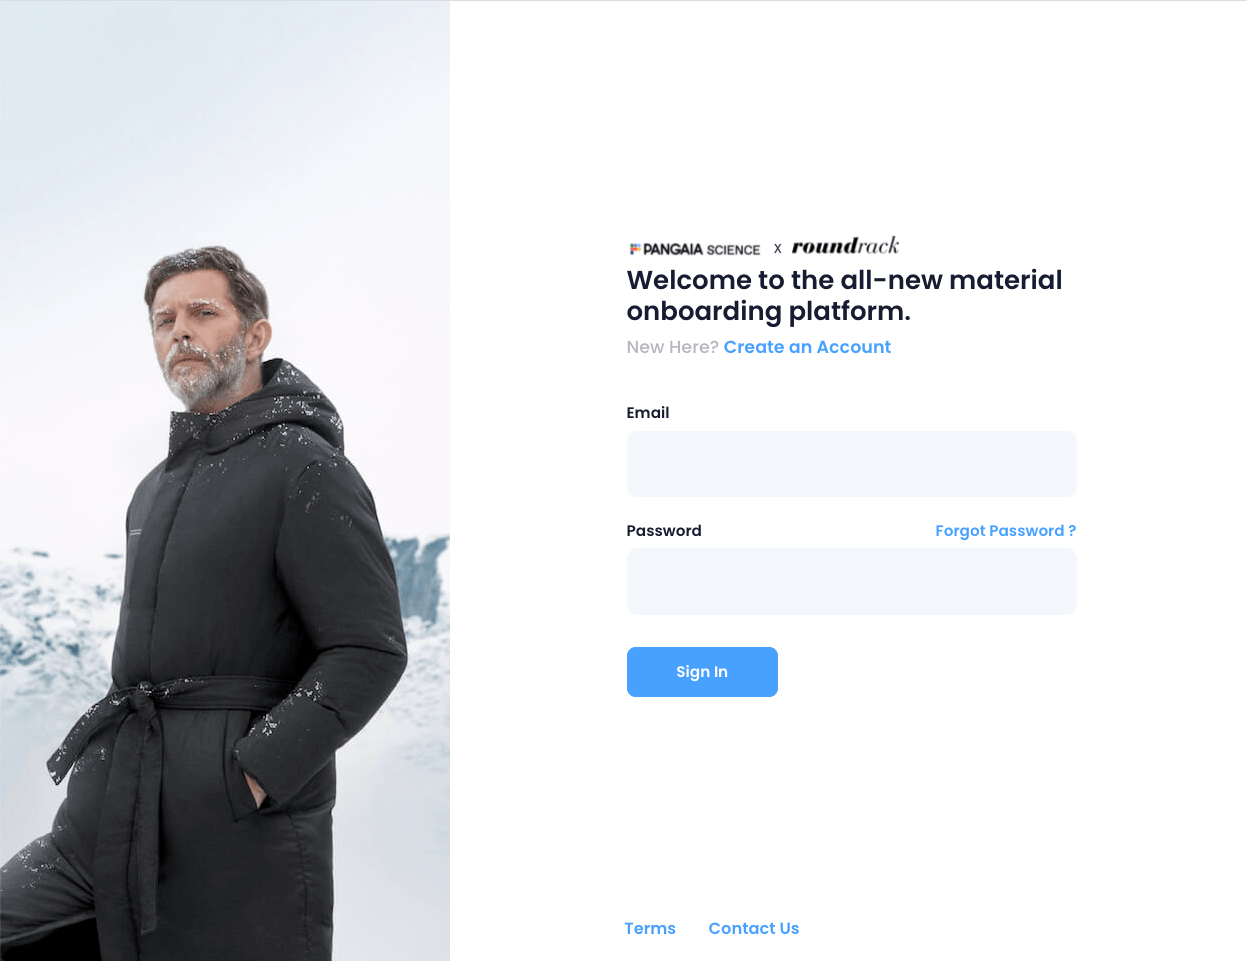 PANGAIA SCIENCE x roundrack
Welcome to the all-new material
onboarding platform.
New Here? Create an Account
Email
Password Forgot Password ?
Sign In
Terms Contact Us